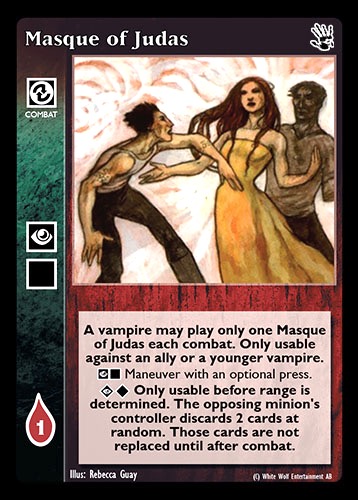 Masque of Judas
COMBAT
A vampire may play only one Masque
of Judas each combat. Only usable
against an ally or a younger vampire.
Maneuver with an optional press.
Only usable before range is
determined. The opposing minion's
controller discards 2 cards at
random. Those cards are not
replaced until after combat.
1
Illus: Rebecca Guay (C) White Wolf Entertainment AB